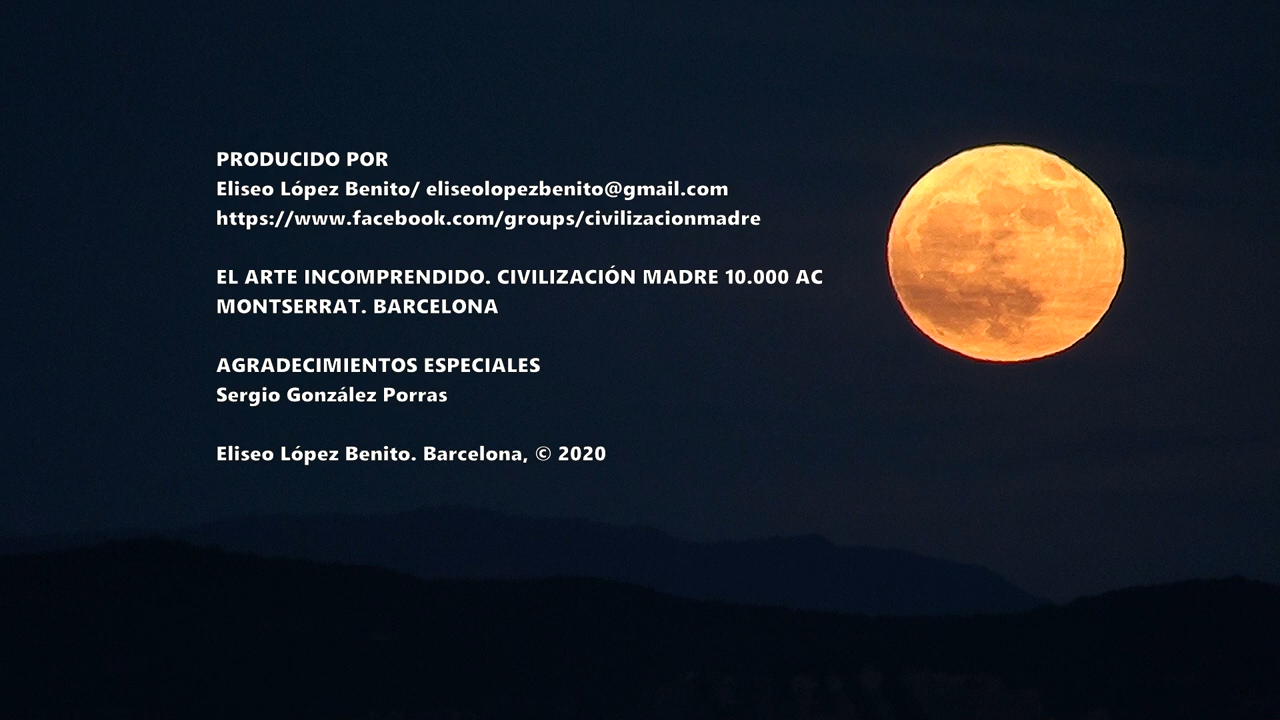 PRODUCIDO POR
Eliseo López Benito/ eliseolopezbenito@gmail.com
https://www.facebook.com/groups/civilizacionmadre
EL ARTE INCOMPRENDIDO. CIVILIZACIÓN MADRE 10.000 AC
MONTSERRAT. BARCELONA
AGRADECIMIENTOS ESPECIALES
Sergio González Porras
Eliseo López Benito. Barcelona, © 2020